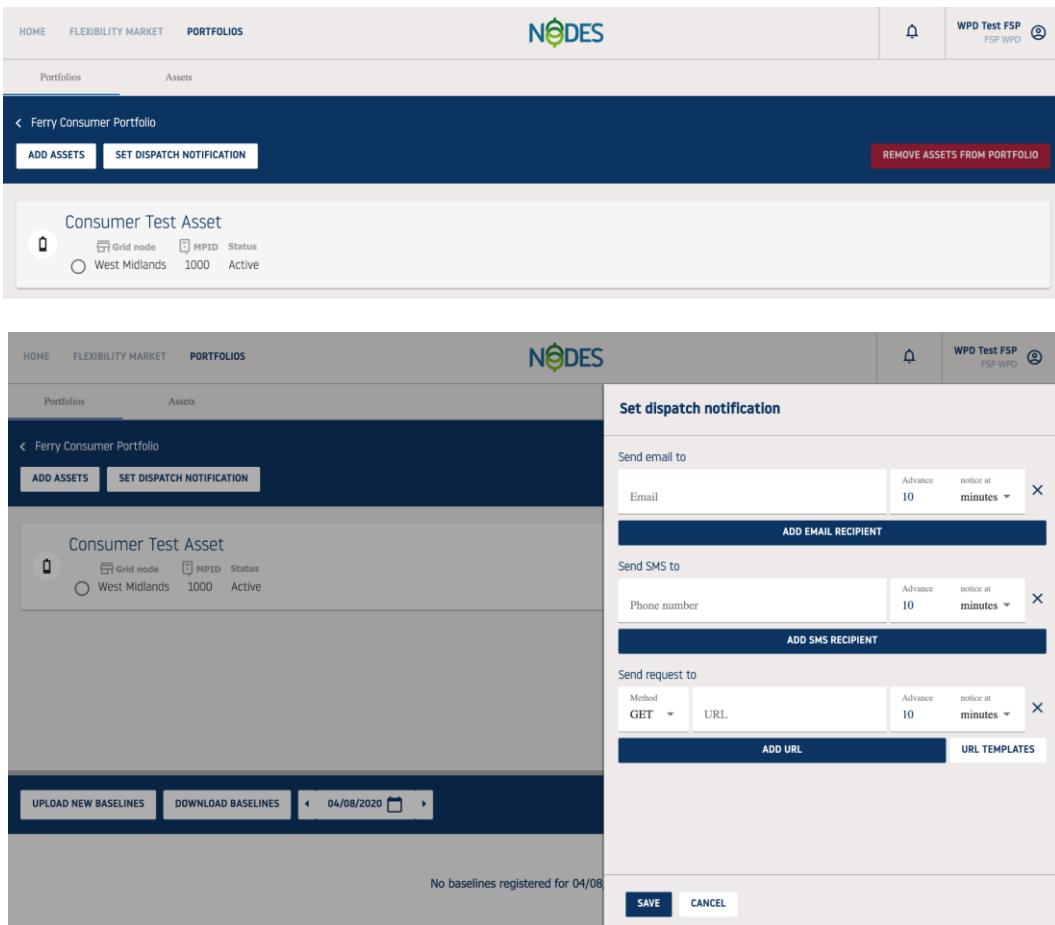 HOME FLEXIBILITY MARKET PORTFOLIOS NODES WPD Test FSP
FSP WPD
Portfolios Assets
Ferry Consumer Portfolio
ADD ASSETS SET DISPATCH NOTIFICATION REMOVE ASSETS FROM PORTFOLIO
Consumer Test Asset
Grid node MPID Status
West Midlands 1000 Active
HOME FLEXIBILITY MARKET PORTFOLIOS NODES WPD Test FSP
FSP WPD
Portfolios Assets
Ferry Consumer Portfolio
ADD ASSETS SET DISPATCH NOTIFICATION
Consumer Test Asset
Grid node MPID Status
West Midlands 1000 Active
UPLOAD NEW BASELINES DOWNLOAD BASELINES 04/08/2020
No baselines registered for 04/08
Set dispatch notification
Send email to
Advance notice at
Email 10 minutes
ADD EMAIL RECIPIENT
Send SMS to
Advance notice at
Phone number 10 minutes
ADD SMS RECIPIENT
Send request to
Method Advance notice at
GET URL 10 minutes
ADD URL URL TEMPLATES
SAVE CANCEL